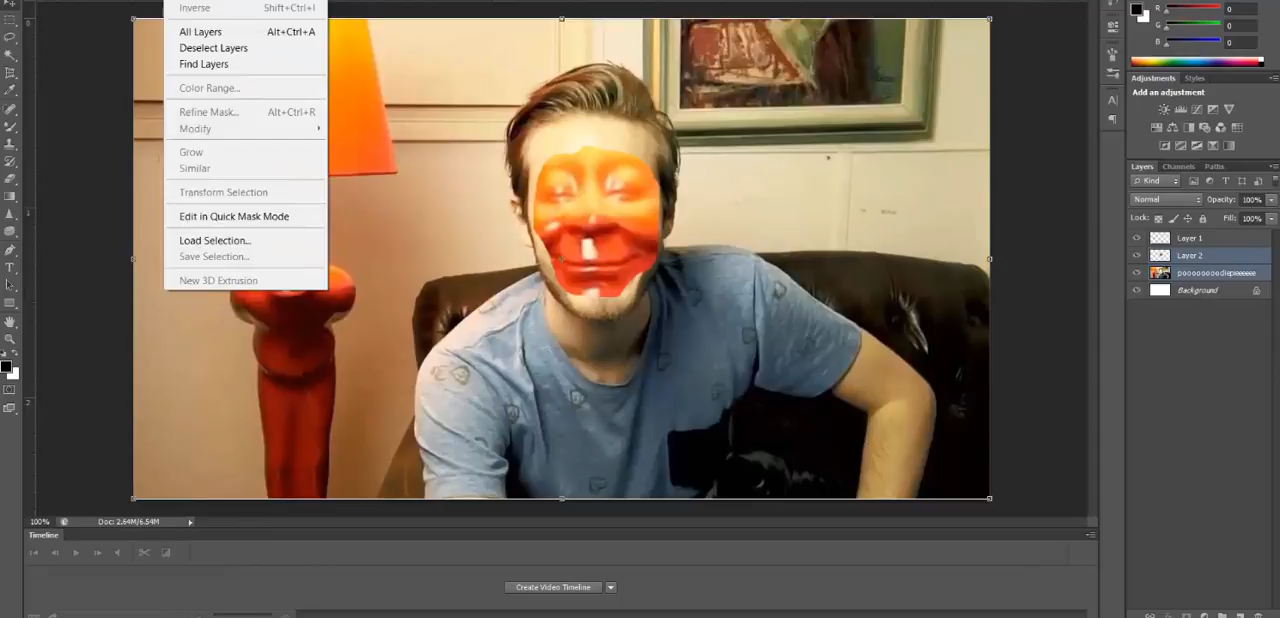 Inverse Shift+Ctrl+I
All Layers Alt+Ctrl+A
Deselect Layers
Find Layers
Color Range...
Refine Mask... Alt+Ctrl+R
Modify
Grow
Similar
Transform Selection
Edit in Quick Mask Mode
Load Selection...
Save Selection...
New 3D Extrusion
R 0
G 0
B 0
Adjustments Styles
Add an adjustment
Layers Channels Paths
Kind
Normal Opacity: 100%
Lock: Fill: 100%
Layer 1
Layer 2
Background
100% Doc: 2.64M/6.54M
Timeline
Create Video Timeline